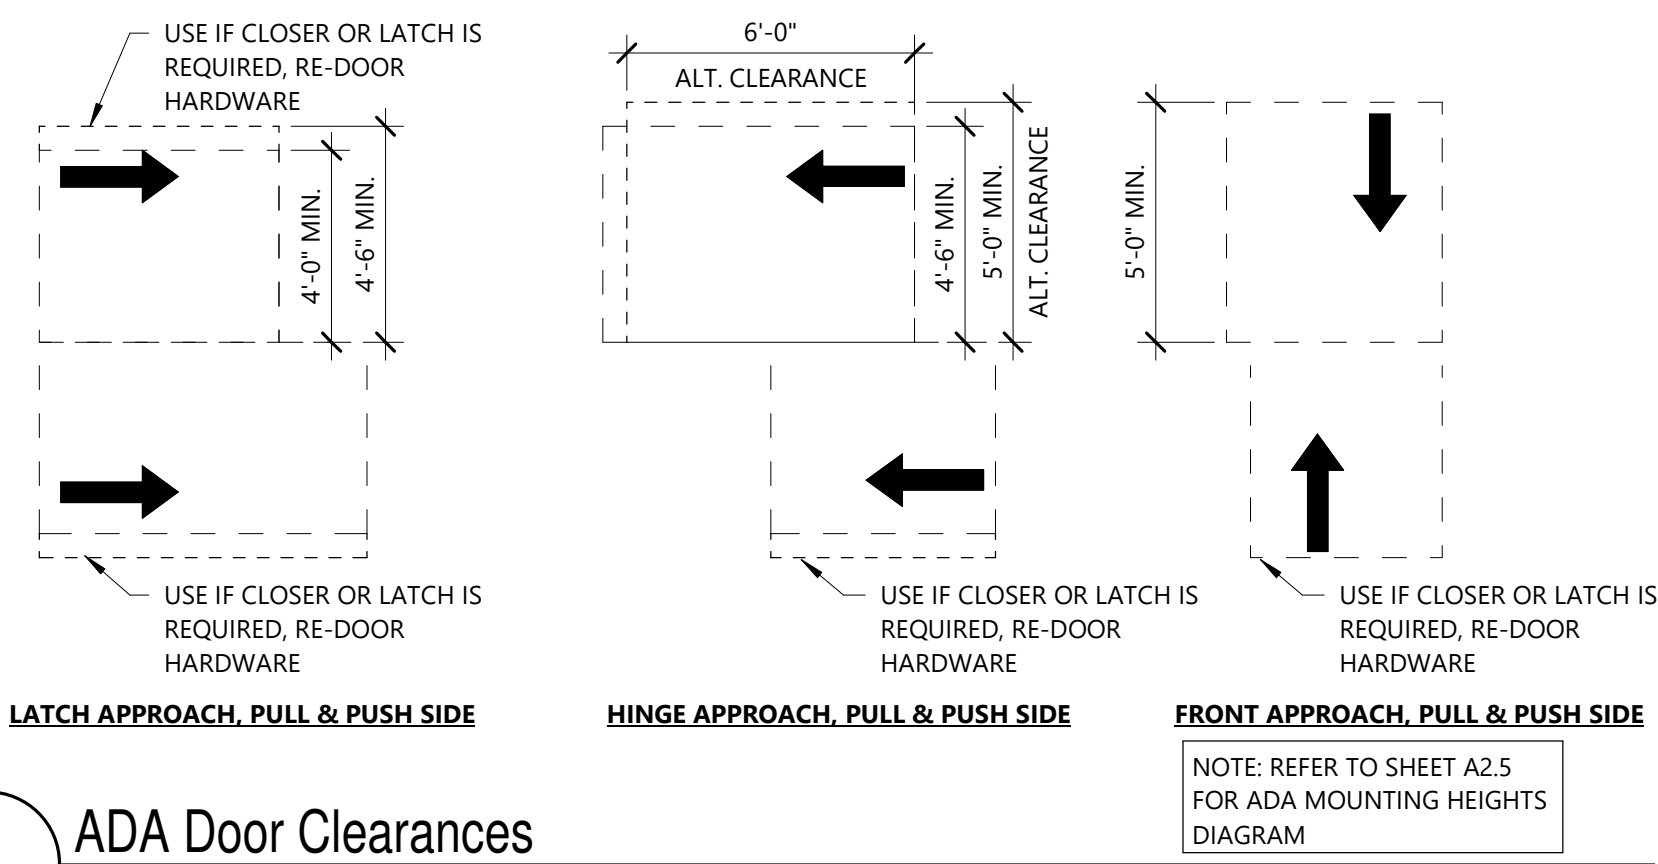 USE IF CLOSER OR LATCH IS
REQUIRED, RE-DOOR
HARDWARE
4'-0" MIN.
4'-6" MIN.
USE IF CLOSER OR LATCH IS
REQUIRED, RE-DOOR
HARDWARE
LATCH APPROACH, PULL & PUSH SIDE
6'-0"
ALT. CLEARANCE
4'-6" MIN.
5'-0" MIN.
ALT. CLEARANCE
USE IF CLOSER OR LATCH IS
REQUIRED, RE-DOOR
HARDWARE
HINGE APPROACH, PULL & PUSH SIDE
5'-0" MIN.
USE IF CLOSER OR LATCH IS
REQUIRED, RE-DOOR
HARDWARE
FRONT APPROACH, PULL & PUSH SIDE
NOTE: REFER TO SHEET A2.5
FOR ADA MOUNTING HEIGHTS
DIAGRAM
ADA Door Clearances